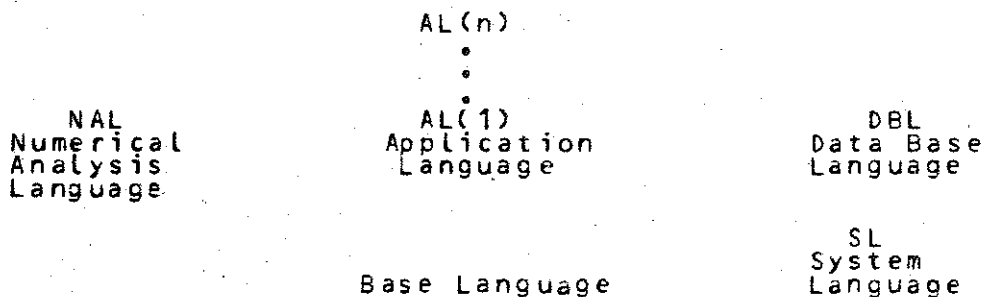 AL(n)
NAL
Numerical
Analysis
Language
AL(1)
Application
Language
DBL
Data Base
Language
SL
System
Language
Base Language